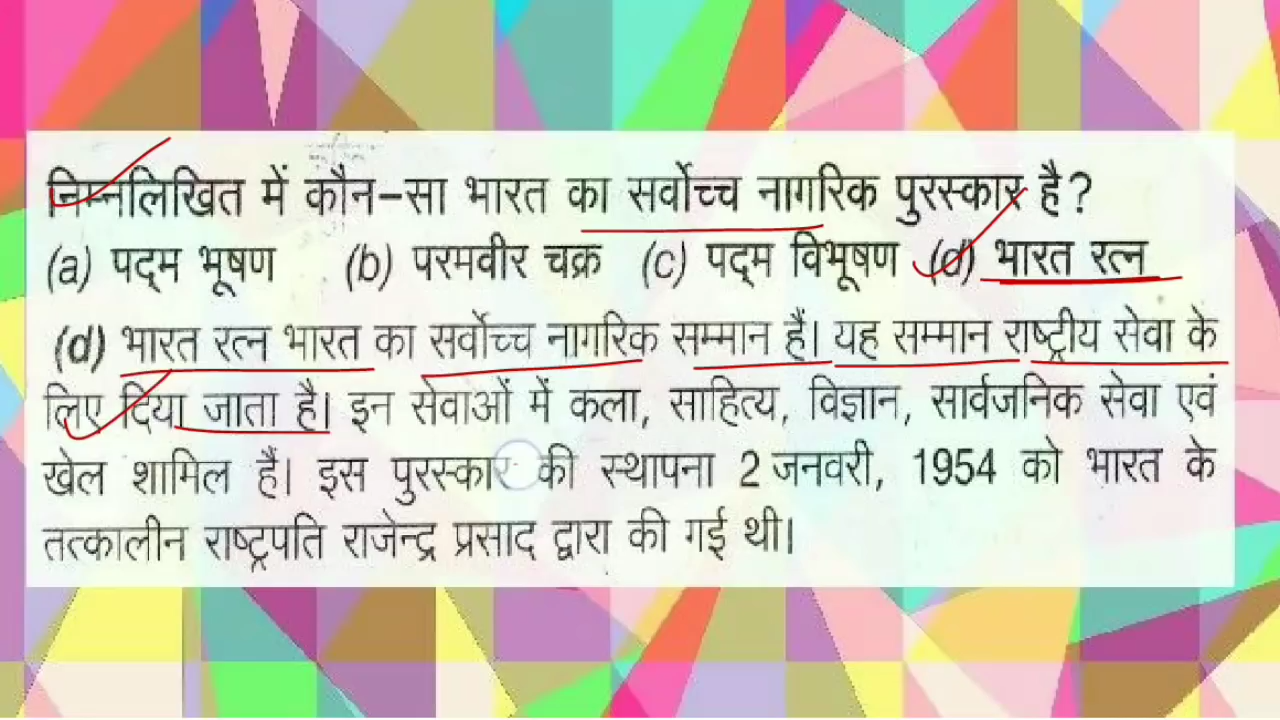 निम्नलिखित में कौन-सा भारत का सर्वोच्च नागरिक पुरस्कार है?
(a) पद्म भूषण (b) परमवीर चक्र (c) पद्म विभूषण (d) भारत रत्न
(d) भारत रत्न भारत का सर्वोच्च नागरिक सम्मान है। यह सम्मान राष्ट्रीय सेवा के
लिए दिया जाता है। इन सेवाओं में कला, साहित्य, विज्ञान, सार्वजनिक सेवा एवं
खेल शामिल हैं। इस पुरस्कार की स्थापना 2 जनवरी, 1954 को भारत के
तत्कालीन राष्ट्रपति राजेन्द्र प्रसाद द्वारा की गई थी।